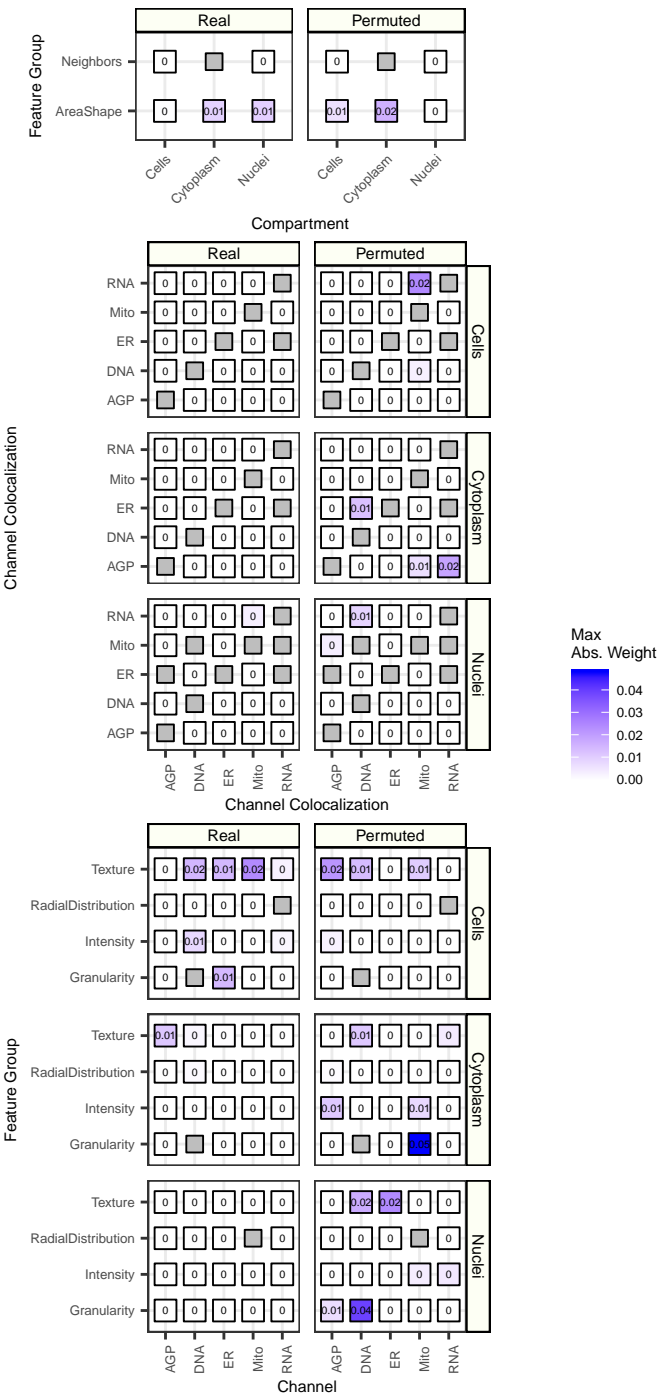 Real Permuted
Feature Group
Neighbors 0 0 0 0
AreaShape 0 0.01 0.01 0.01 0.02 0
Cells Cytoplasm Nuclei Cells Cytoplasm Nuclei
Compartment
Real Permuted
Channel Colocalization
RNA 0 0 0 0 0 0 0 0.02
Mito 0 0 0 0 0 0 0 0
Cells
ER 0 0 0 0 0 0
DNA 0 0 0 0 0 0 0 0
AGP 0 0 0 0 0 0 0 0
RNA 0 0 0 0 0 0 0 0
Mito 0 0 0 0 0 0 0 0
Cytoplasm
ER 0 0 0 0 0.01 0
DNA 0 0 0 0 0 0 0 0
AGP 0 0 0 0 0 0 0.01 0.02
RNA 0 0 0 0 0 0.01 0 0
Mito 0 0 0 0
Nuclei
ER 0 0 0 0
DNA 0 0 0 0 0 0 0 0
AGP 0 0 0 0 0 0 0 0
AGP DNA ER Mito RNA AGP DNA ER Mito RNA
Channel Colocalization
Max
Abs. Weight
0.04
0.03
0.02
0.01
0.00
Real Permuted
Feature Group
Texture 0 0.02 0.01 0.02 0 0.02 0.01 0 0.01 0
RadialDistribution 0 0 0 0 0 0 0 0
Cells
Intensity 0 0.01 0 0 0 0 0 0 0 0
Granularity 0 0.01 0 0 0 0 0 0
Texture 0.01 0 0 0 0 0 0.01 0 0 0
RadialDistribution 0 0 0 0 0 0 0 0 0 0
Cytoplasm
Intensity 0 0 0 0 0 0.01 0 0 0.01 0
Granularity 0 0 0 0 0 0 0.05 0
Texture 0 0 0 0 0 0 0.02 0.02 0 0
RadialDistribution 0 0 0 0 0 0 0 0
Nuclei
Intensity 0 0 0 0 0 0 0 0 0 0
Granularity 0 0 0 0 0 0.01 0.04 0 0 0
AGP DNA ER Mito RNA AGP DNA ER Mito RNA
Channel